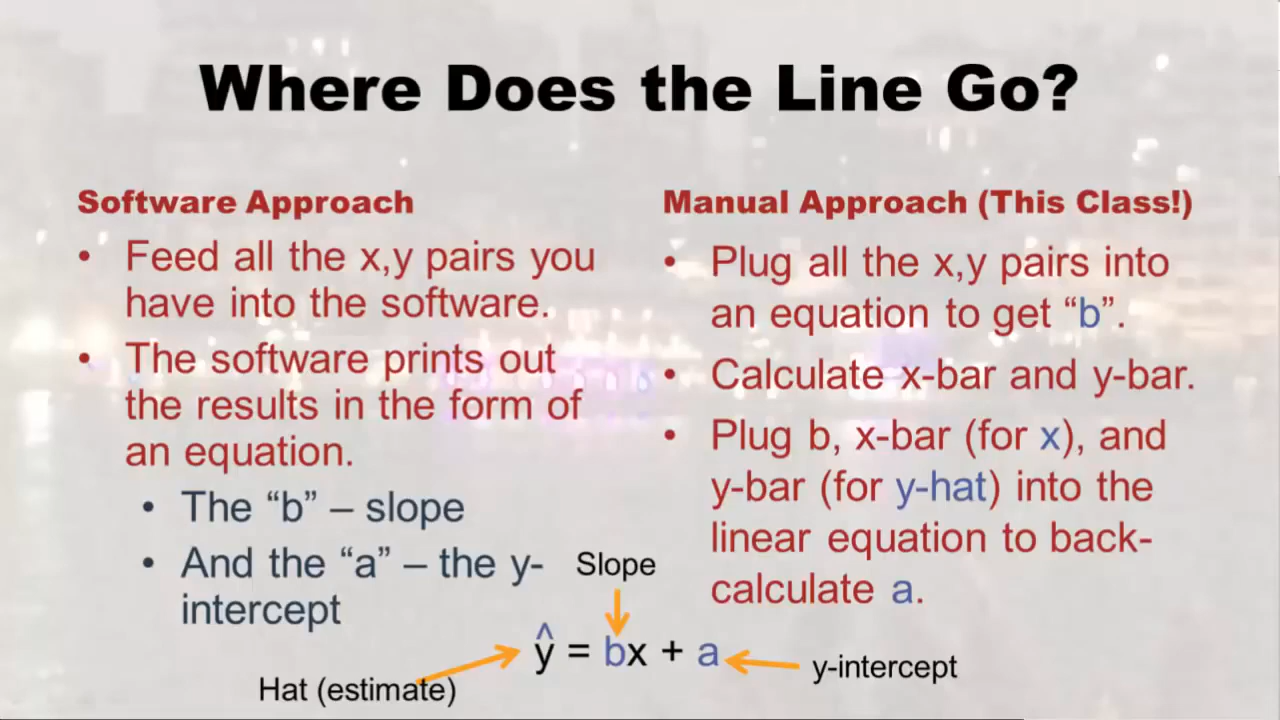 Where Does the Line Go?
Software Approach
• Feed all the x,y pairs you
have into the software.
• The software prints out
the results in the form of
an equation.
• The “b” – slope
• And the “a” – the y-
intercept
Manual Approach (This Class!)
• Plug all the x,y pairs into
an equation to get “b”.
• Calculate x-bar and y-bar.
• Plug b, x-bar (for x), and
y-bar (for y-hat) into the
linear equation to back-
calculate a.
Slope
ŷ = bx + a
Hat (estimate)
y-intercept